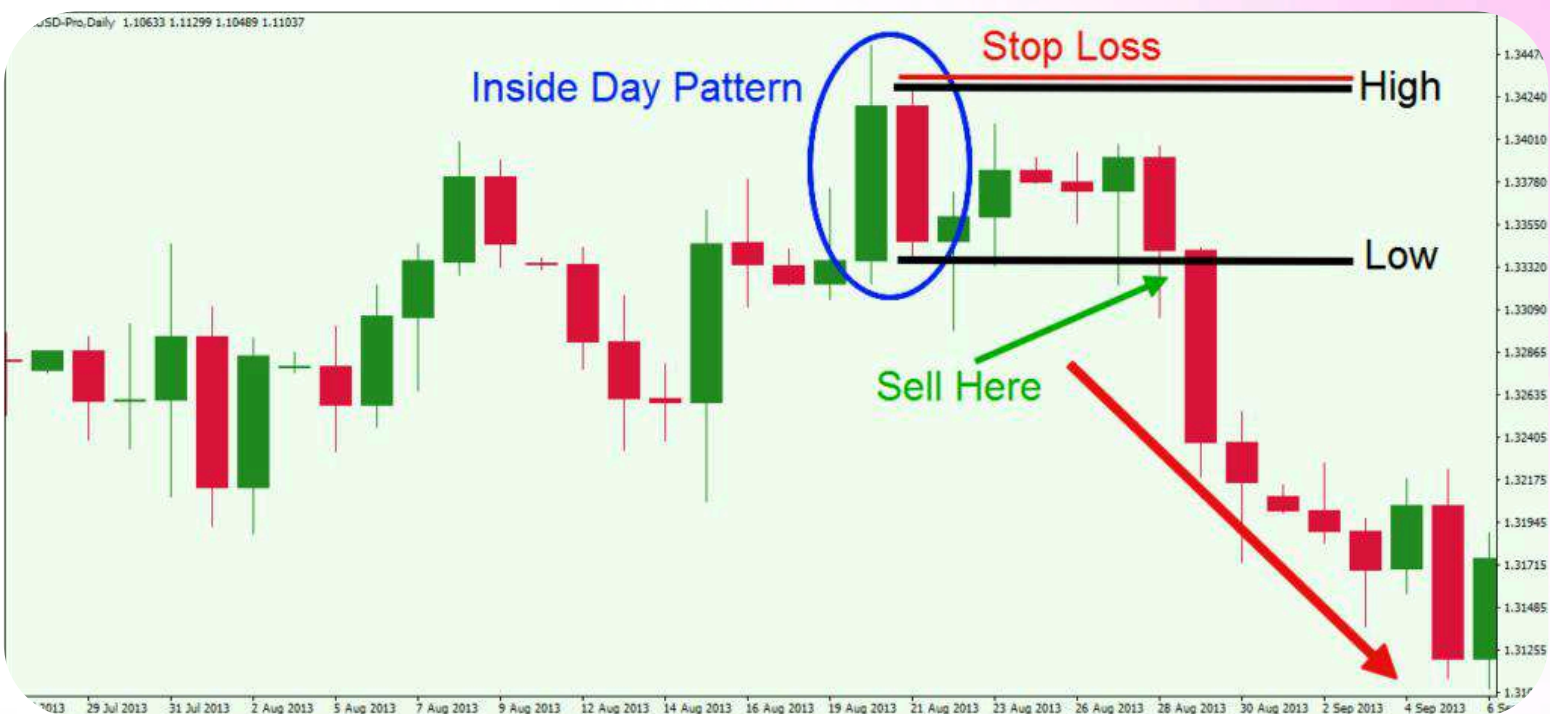 USD-Pro,Daily 1.10633 1.11299 1.10489 1.11037
Stop Loss
Inside Day Pattern
High
Low
Sell Here
1.34240
1.34010
1.33780
1.33550
1.33320
1.33090
1.32865
1.32635
1.32405
1.32175
1.31945
1.31715
1.31485
1.31255
2013 29 Jul 2013 31 Jul 2013 2 Aug 2013 5 Aug 2013 7 Aug 2013 9 Aug 2013 12 Aug 2013 14 Aug 2013 16 Aug 2013 19 Aug 2013 21 Aug 2013 23 Aug 2013 26 Aug 2013 28 Aug 2013 30 Aug 2013 2 Sep 2013 4 Sep 2013